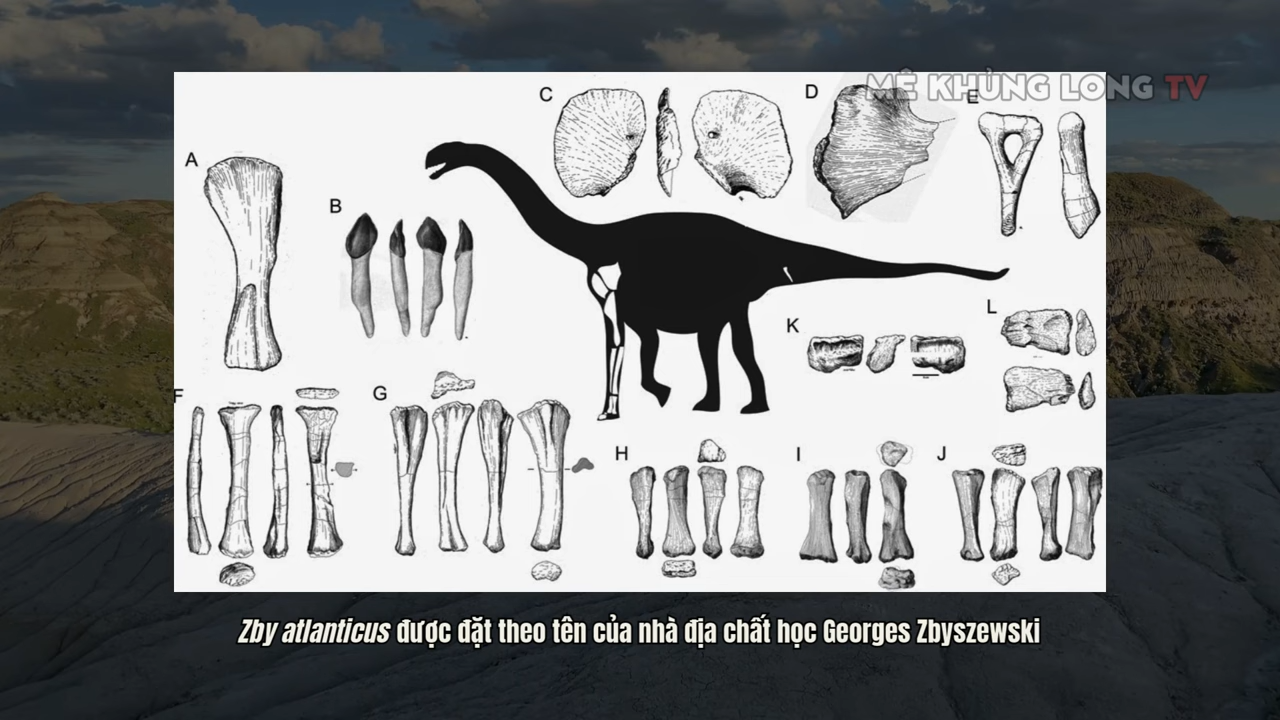 MÊ KHỦNG LONG TV
C
D
E
A
B
K
L
F
G
H
I
J
Zby atlanticus được đặt theo tên của nhà địa chất học Georges Zbyszewski